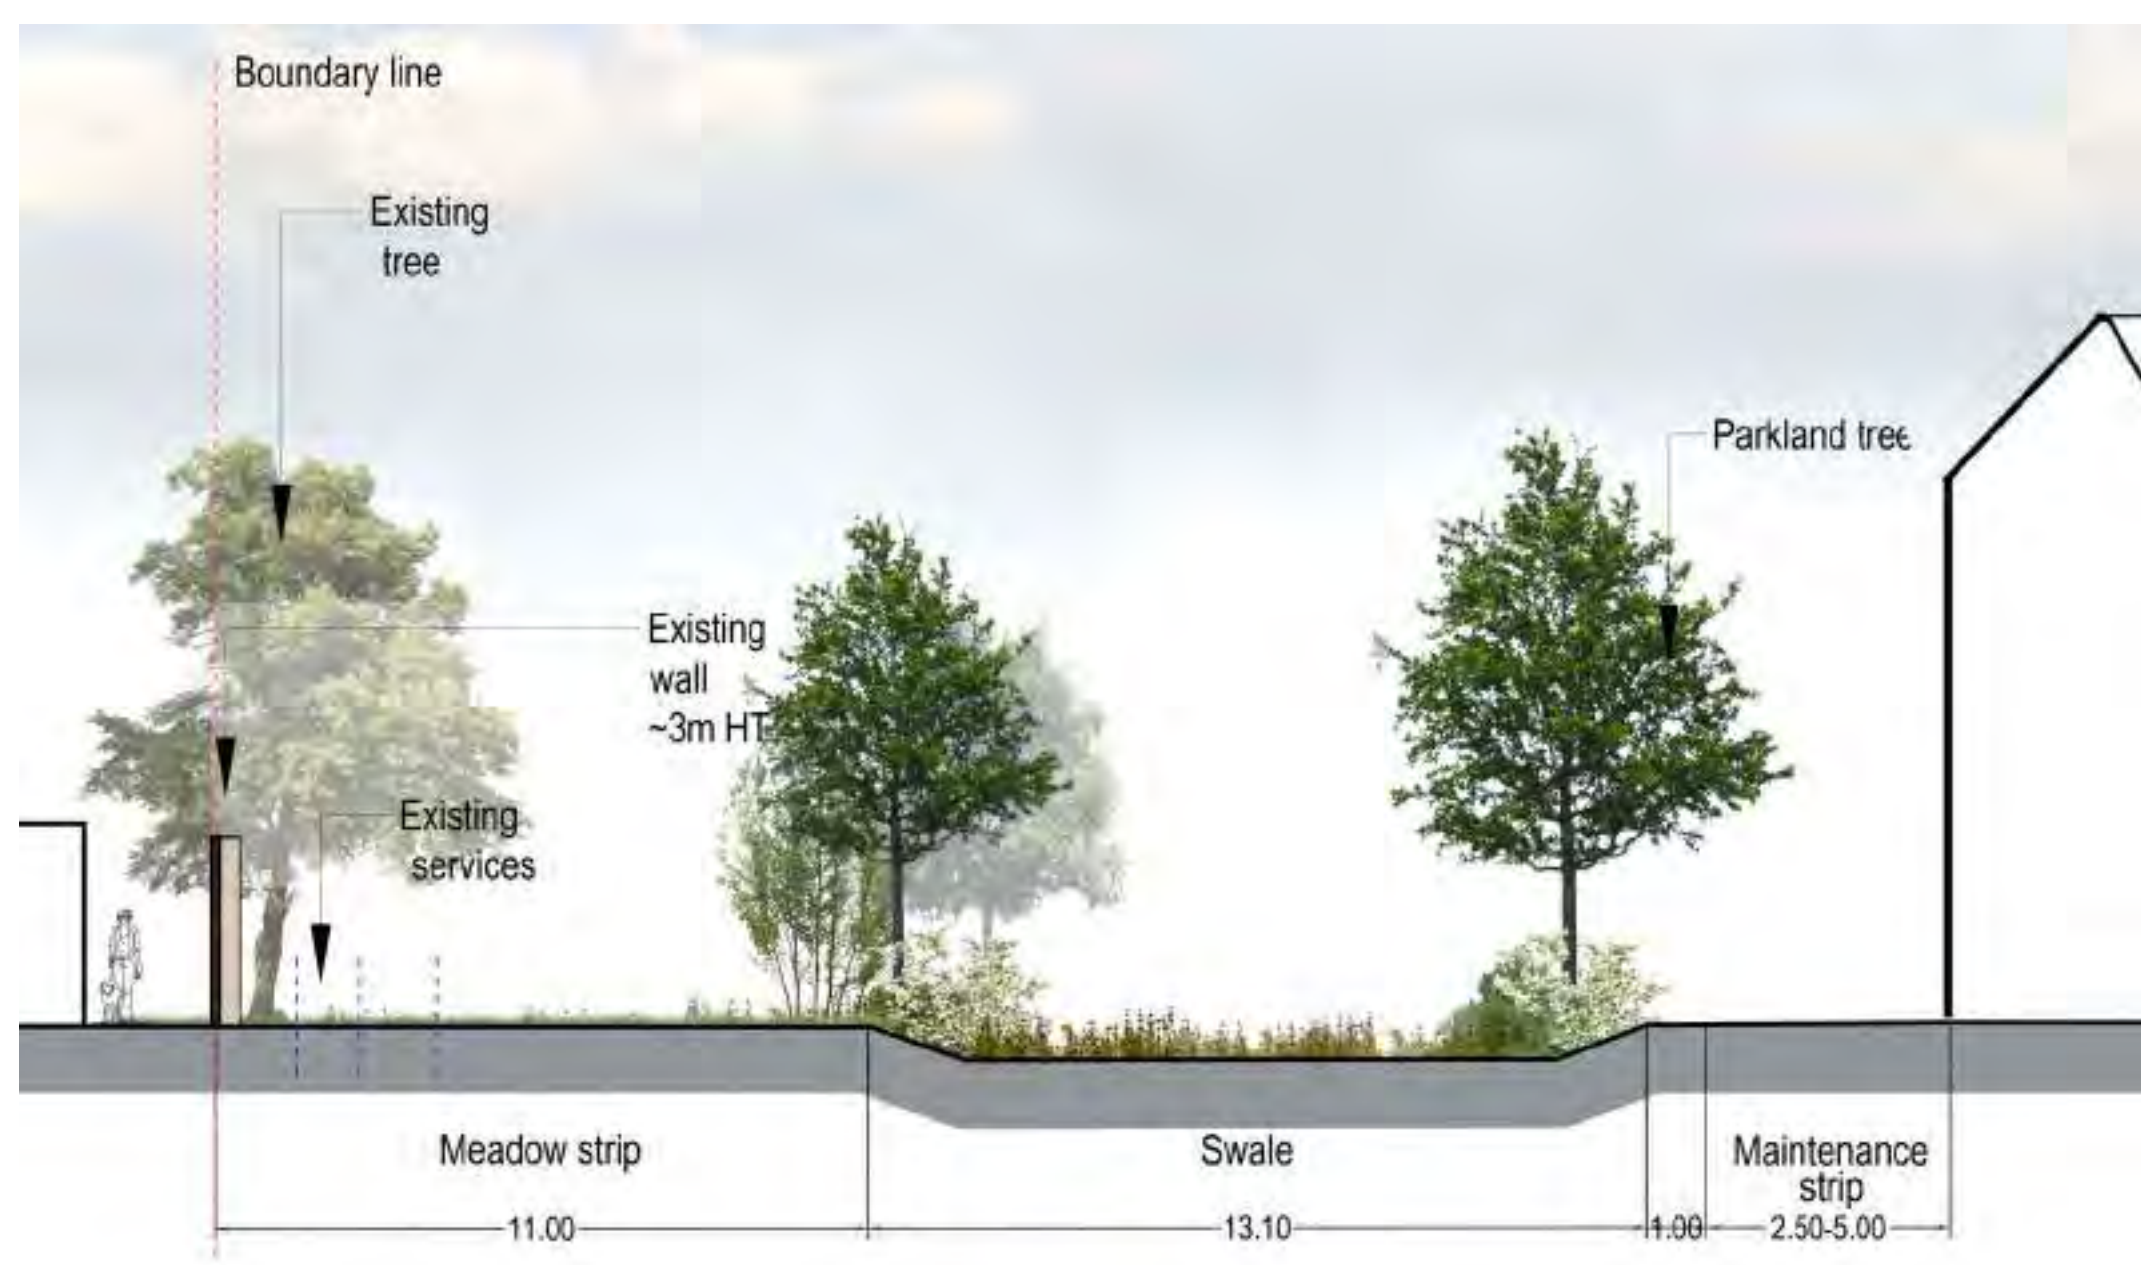 Boundary line
Existing
tree
Parkland tree
Existing
wall
~3m HT
Existing
services
Meadow strip
Swale
Maintenance
strip
11.00
13.10
1.00
2.50-5.00